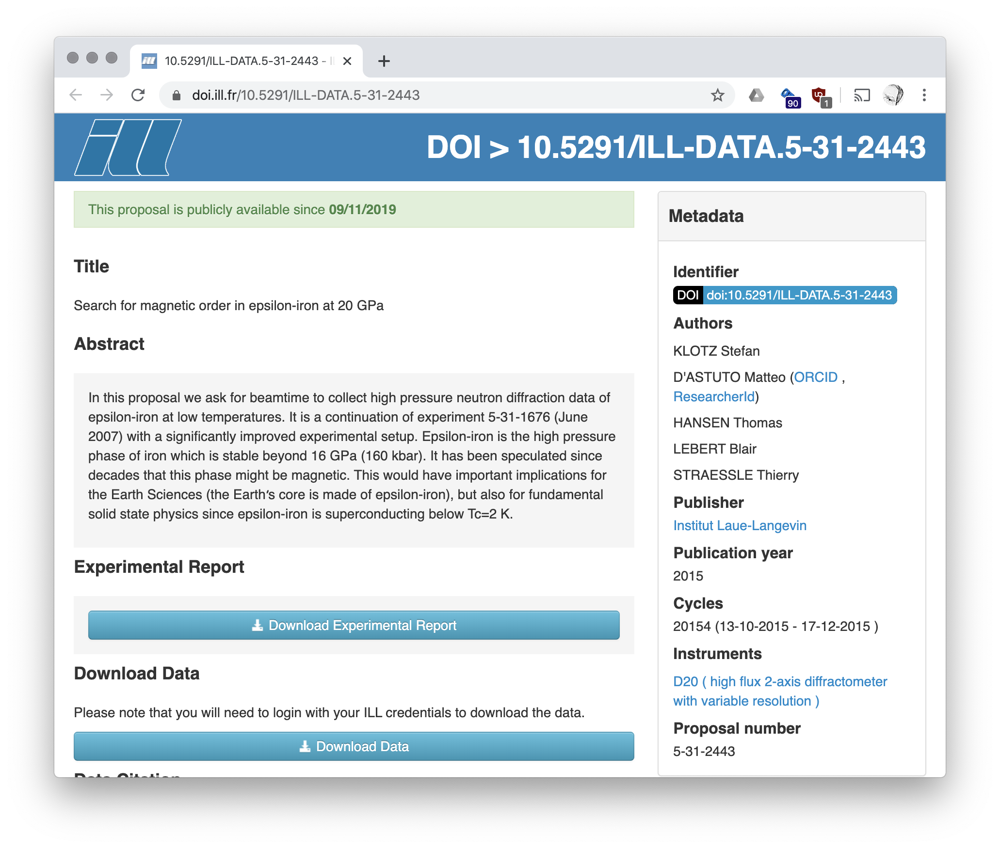 10.5291/ILL-DATA.5-31-2443 -
doi.ill.fr/10.5291/ILL-DATA.5-31-2443
90
1
ill
DOI > 10.5291/ILL-DATA.5-31-2443
This proposal is publicly available since 09/11/2019
Title
Search for magnetic order in epsilon-iron at 20 GPa
Abstract
In this proposal we ask for beamtime to collect high pressure neutron diffraction data of
epsilon-iron at low temperatures. It is a continuation of experiment 5-31-1676 (June
2007) with a significantly improved experimental setup. Epsilon-iron is the high pressure
phase of iron which is stable beyond 16 GPa (160 kbar). It has been speculated since
decades that this phase might be magnetic. This would have important implications for
the Earth Sciences (the Earth's core is made of epsilon-iron), but also for fundamental
solid state physics since epsilon-iron is superconducting below Tc=2 K.
Experimental Report
Download Experimental Report
Download Data
Please note that you will need to login with your ILL credentials to download the data.
Download Data
Data Citation
Metadata
Identifier
DOI doi:10.5291/ILL-DATA.5-31-2443
Authors
KLOTZ Stefan
D'ASTUTO Matteo (ORCID ,
ResearcherId)
HANSEN Thomas
LEBERT Blair
STRAESSLE Thierry
Publisher
Institut Laue-Langevin
Publication year
2015
Cycles
20154 (13-10-2015 - 17-12-2015 )
Instruments
D20 ( high flux 2-axis diffractometer
with variable resolution )
Proposal number
5-31-2443